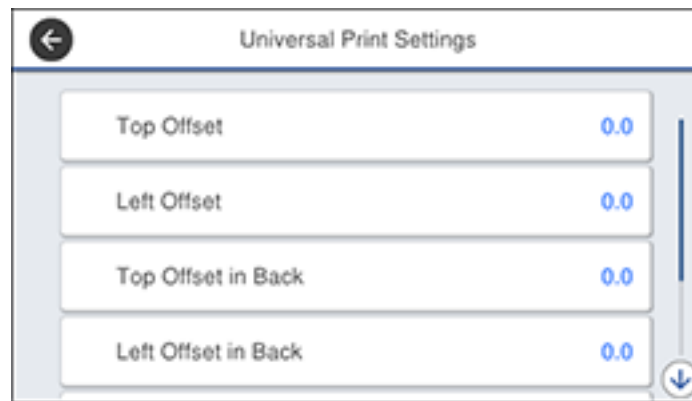 Universal Print Settings
Top Offset 0.0
Left Offset 0.0
Top Offset in Back 0.0
Left Offset in Back 0.0